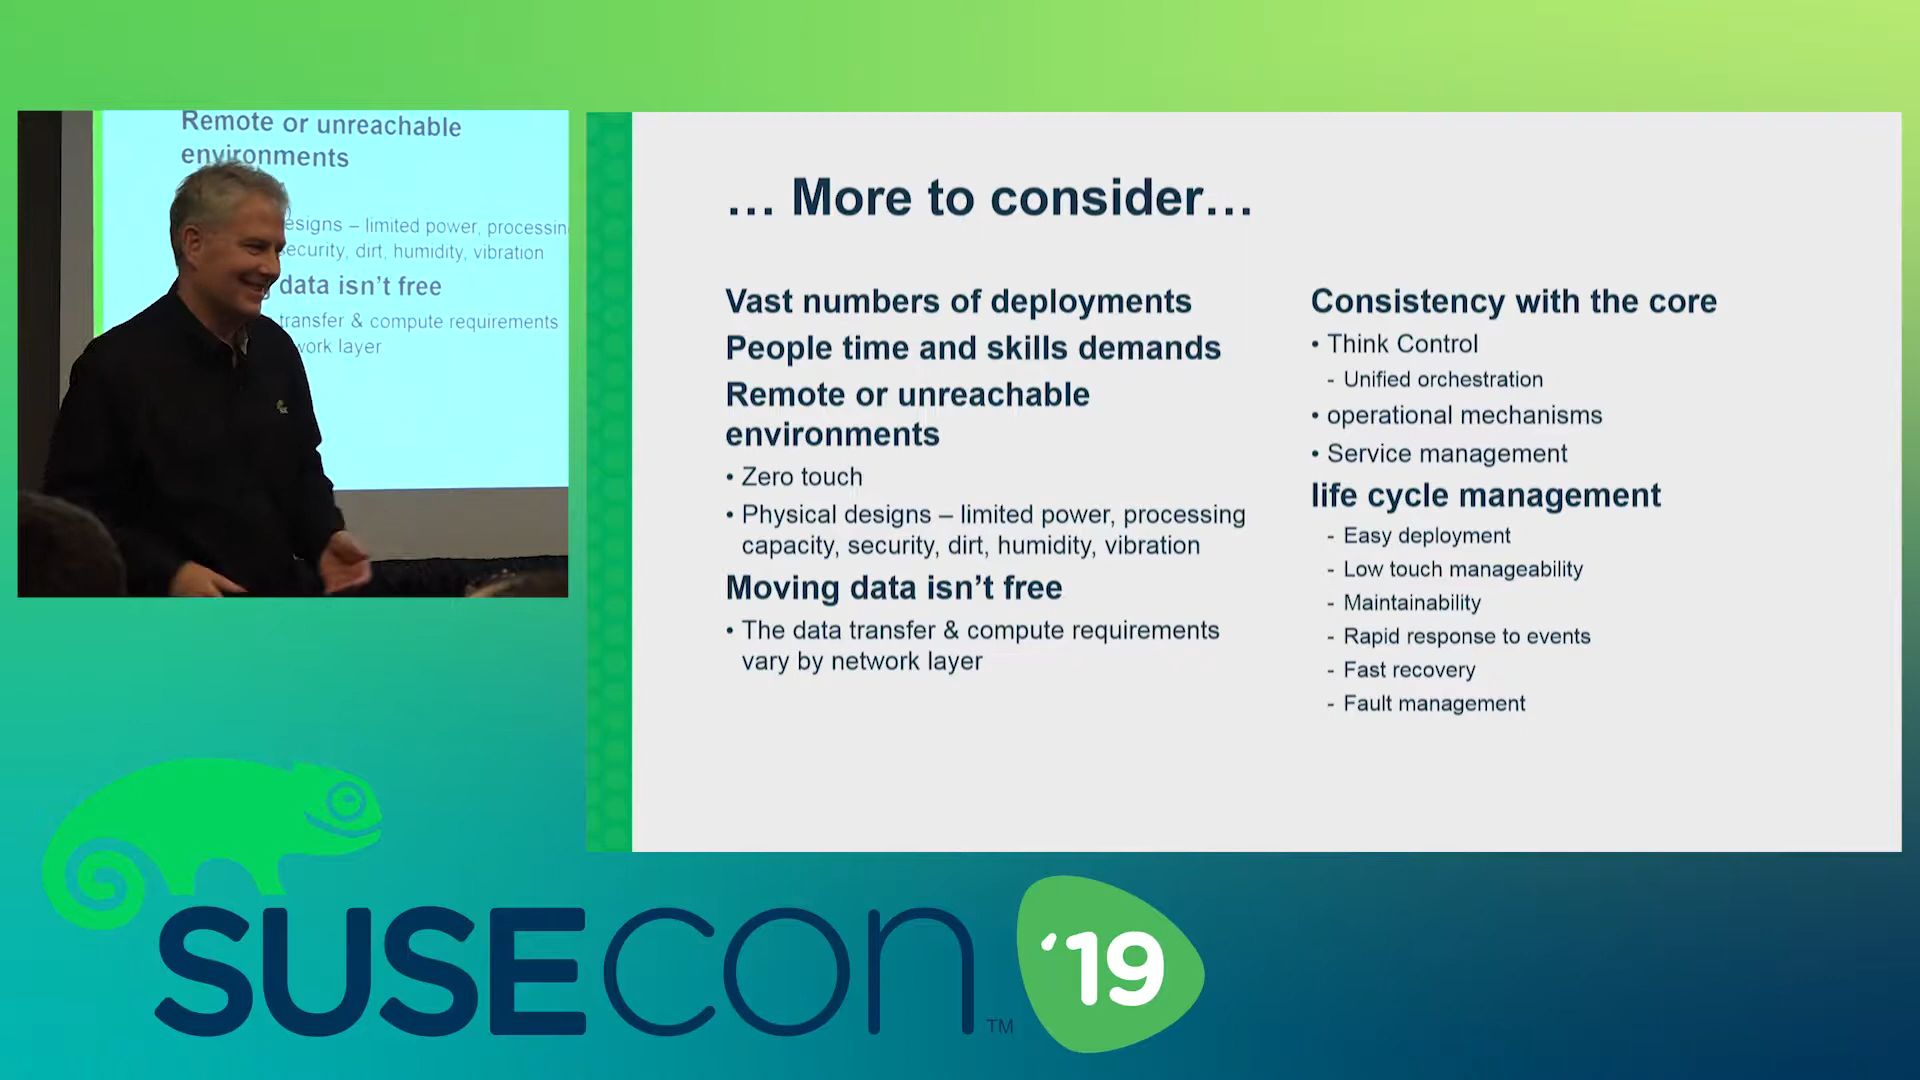 Remote or unreachable
environments
esigns – limited power, processin
security, dirt, humidity, vibration
data isn't free
transfer & compute requirements
work layer
… More to consider…
Vast numbers of deployments
People time and skills demands
Remote or unreachable
environments
• Zero touch
• Physical designs – limited power, processing
capacity, security, dirt, humidity, vibration
Moving data isn't free
• The data transfer & compute requirements
vary by network layer
Consistency with the core
• Think Control
- Unified orchestration
• operational mechanisms
• Service management
life cycle management
- Easy deployment
- Low touch manageability
- Maintainability
- Rapid response to events
- Fast recovery
- Fault management
SUSECON™ '19